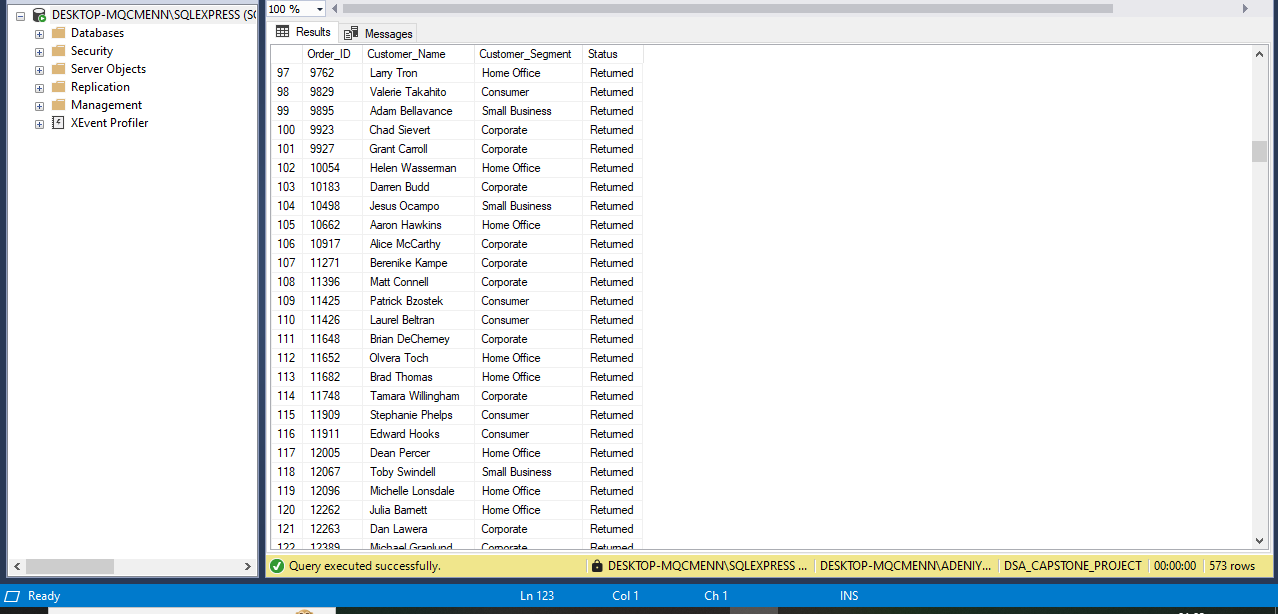 DESKTOP-MQCMENN\SQLEXPRESS (SQ
Databases
Security
Server Objects
Replication
Management
XEvent Profiler
100 %
Results Messages
Order_ID Customer_Name Customer_Segment Status
97 9762 Larry Tron Home Office Returned
98 9829 Valerie Takahito Consumer Returned
99 9895 Adam Bellavance Small Business Returned
100 9923 Chad Sievert Corporate Returned
101 9927 Grant Carroll Corporate Returned
102 10054 Helen Wasserman Home Office Returned
103 10183 Darren Budd Corporate Returned
104 10498 Jesus Ocampo Small Business Returned
105 10662 Aaron Hawkins Home Office Returned
106 10917 Alice McCarthy Corporate Returned
107 11271 Berenike Kampe Corporate Returned
108 11396 Matt Connell Corporate Returned
109 11425 Patrick Bzostek Consumer Returned
110 11426 Laurel Beltran Consumer Returned
111 11648 Brian DeCherney Corporate Returned
112 11652 Olvera Toch Home Office Returned
113 11682 Brad Thomas Home Office Returned
114 11748 Tamara Willingham Corporate Returned
115 11909 Stephanie Phelps Consumer Returned
116 11911 Edward Hooks Consumer Returned
117 12005 Dean Percer Home Office Returned
118 12067 Toby Swindell Small Business Returned
119 12096 Michelle Lonsdale Home Office Returned
120 12262 Julia Barnett Home Office Returned
121 12263 Dan Lawera Corporate Returned
122 12389 Michael Granlund Corporate Returned
Query executed successfully. DESKTOP-MQCMENN\SQLEXPRESS ... DESKTOP-MQCMENN\ADENIY... DSA_CAPSTONE_PROJECT 00:00:00 573 rows
Ready Ln 123 Col 1 Ch 1 INS